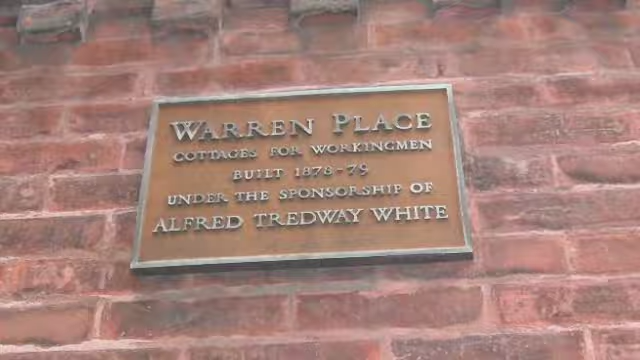 WARREN PLACE
COTTAGES FOR WORKINGMEN
BUILT 1878-79
UNDER THE SPONSORSHIP OF
ALFRED TREDWAY WHITE